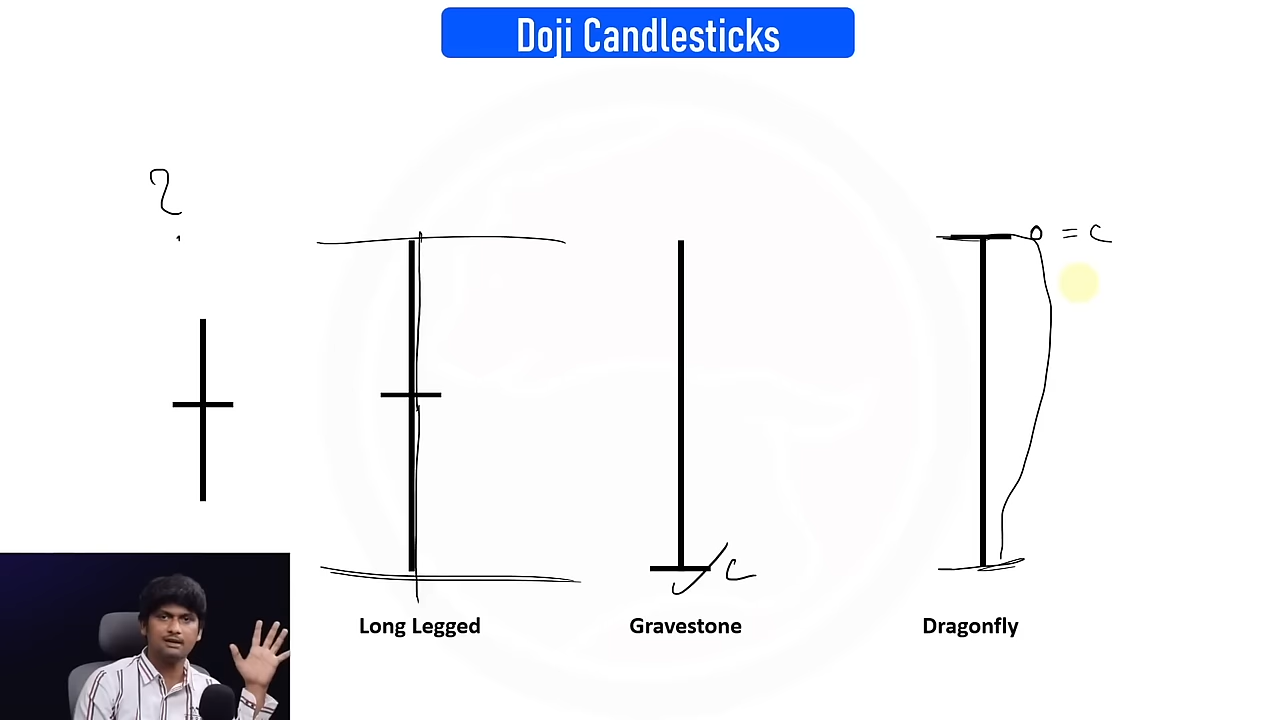 Doji Candlesticks
?
o = c
c
Long Legged
Gravestone
Dragonfly